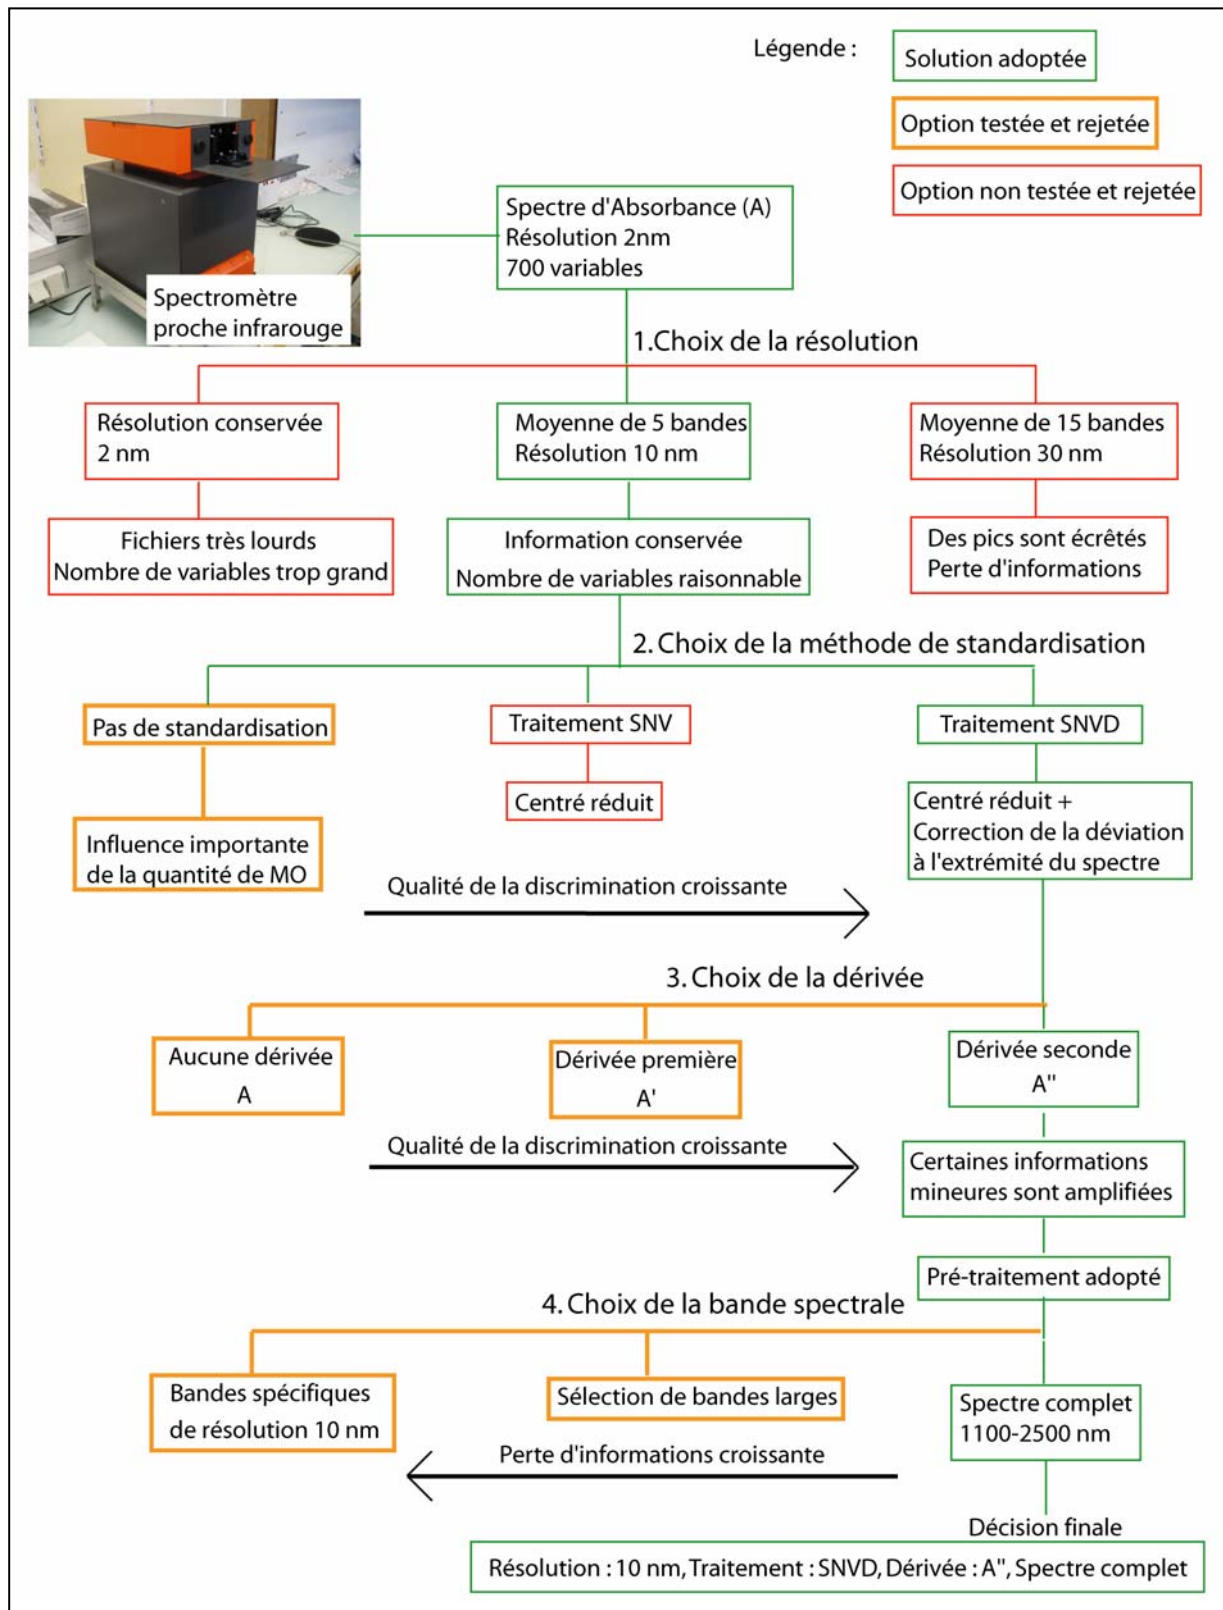 Légende :
Solution adoptée
Option testée et rejetée
Option non testée et rejetée
Spectromètre
proche infrarouge
Spectre d'Absorbance (A)
Résolution 2nm
700 variables
1.Choix de la résolution
Résolution conservée
2 nm
Moyenne de 5 bandes
Résolution 10 nm
Moyenne de 15 bandes
Résolution 30 nm
Fichiers très lourds
Nombre de variables trop grand
Information conservée
Nombre de variables raisonnable
Des pics sont écrêtés
Perte d'informations
2. Choix de la méthode de standardisation
Pas de standardisation
Traitement SNV
Traitement SNVD
Influence importante
de la quantité de MO
Centré réduit
Centré réduit +
Correction de la déviation
à l'extrémité du spectre
Qualité de la discrimination croissante
3. Choix de la dérivée
Aucune dérivée
A
Dérivée première
A'
Dérivée seconde
A"
Qualité de la discrimination croissante
Certaines informations
mineures sont amplifiées
Pré-traitement adopté
4. Choix de la bande spectrale
Bandes spécifiques
de résolution 10 nm
Sélection de bandes larges
Spectre complet
1100-2500 nm
Perte d'informations croissante
Décision finale
Résolution : 10 nm, Traitement : SNVD, Dérivée : A", Spectre complet